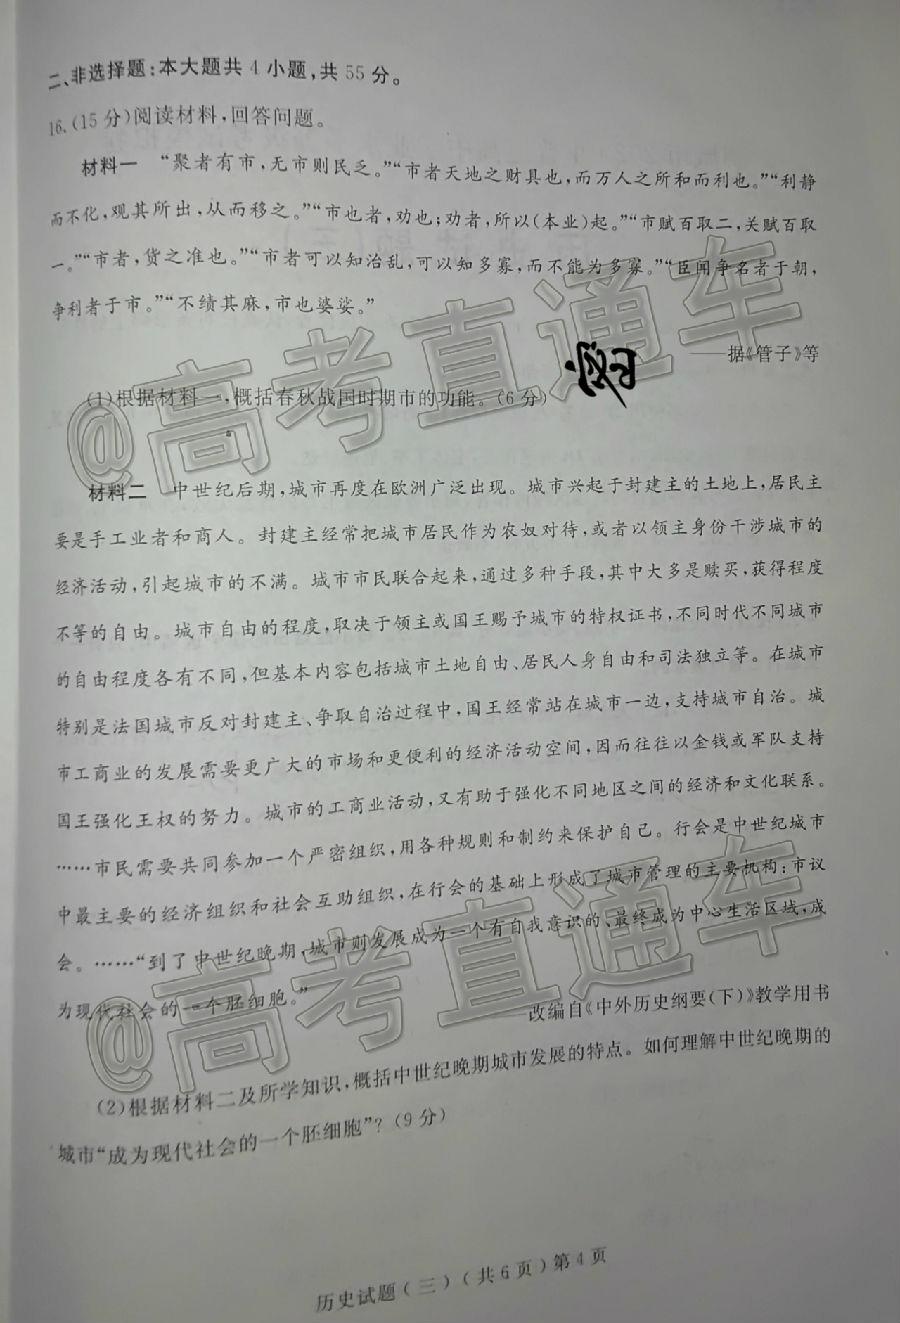 二、非选择题:本大题共 4 小题,共 55 分。
16.(15 分)阅读材料,回答问题。
材料一 “聚者有市,无市则民乏。”“市者天地之财具也,而万人之所和而利也。”“利静
而不化,观其所出,从而移之。”“市也者,劝也;劝者,所以(本业)起。”“市赋百取二,关赋百取
一。”“市者,货之准也。”“市者可以知治乱,可以知多寡,而不能为多寡。”“臣闻争名者于朝,
争利者于市。”“不绩其麻,市也婆娑。”
——据《管子》等
(1)根据材料一,概括春秋战国时期市的功能。(6 分)
材料二 中世纪后期,城市再度在欧洲广泛出现。城市兴起于封建主的土地上,居民主
要是手工业者和商人。封建主经常把城市居民作为农奴对待,或者以领主身份干涉城市的
经济活动,引起城市的不满。城市市民联合起来,通过多种手段,其中大多是赎买,获得程度
不等的自由。城市自由的程度,取决于领主或国王赐予城市的特权证书,不同时代不同城市
的自由程度各有不同,但基本内容包括城市土地自由、居民人身自由和司法独立等。在城市
特别是法国城市反对封建主、争取自治过程中,国王经常站在城市一边,支持城市自治。城
市工商业的发展需要更广大的市场和更便利的经济活动空间,因而往往以金钱或军队支持
国王强化王权的努力。城市的工商业活动,又有助于强化不同地区之间的经济和文化联系。
……市民需要共同参加一个严密组织,用各种规则和制约来保护自己。行会是中世纪城市
中最主要的经济组织和社会互助组织,在行会的基础上形成了城市管理的主要机构:市议
会。……“到了中世纪晚期,城市则发展成为一个有自我意识的、最终成为中心生活区域,成
为现代社会的一个胚细胞。”
改编自《中外历史纲要(下)》教学用书
(2)根据材料二及所学知识,概括中世纪晚期城市发展的特点。如何理解中世纪晚期的
城市“成为现代社会的一个胚细胞”?(9 分)
历史试题(三)(共 6 页)第 4 页
@高考直通车
@高考直通车